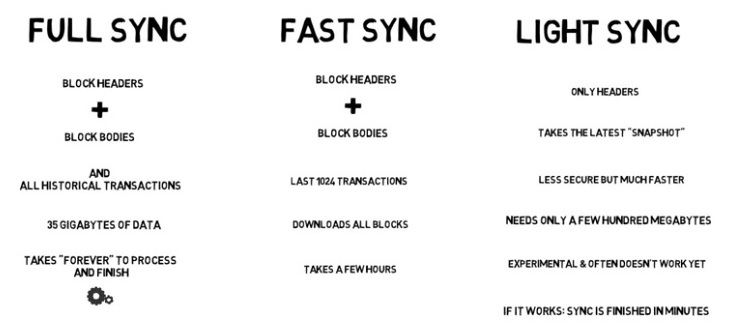 FULL SYNC
BLOCK HEADERS
+
BLOCK BODIES
AND
ALL HISTORICAL TRANSACTIONS
35 GIGABYTES OF DATA
TAKES "FOREVER" TO PROCESS
AND FINISH
FAST SYNC
BLOCK HEADERS
+
BLOCK BODIES
LAST 1024 TRANSACTIONS
DOWNLOADS ALL BLOCKS
TAKES A FEW HOURS
LIGHT SYNC
ONLY HEADERS
TAKES THE LATEST "SNAPSHOT"
LESS SECURE BUT MUCH FASTER
NEEDS ONLY A FEW HUNDRED MEGABYTES
EXPERIMENTAL & OFTEN DOESN'T WORK YET
IF IT WORKS: SYNC IS FINISHED IN MINUTES